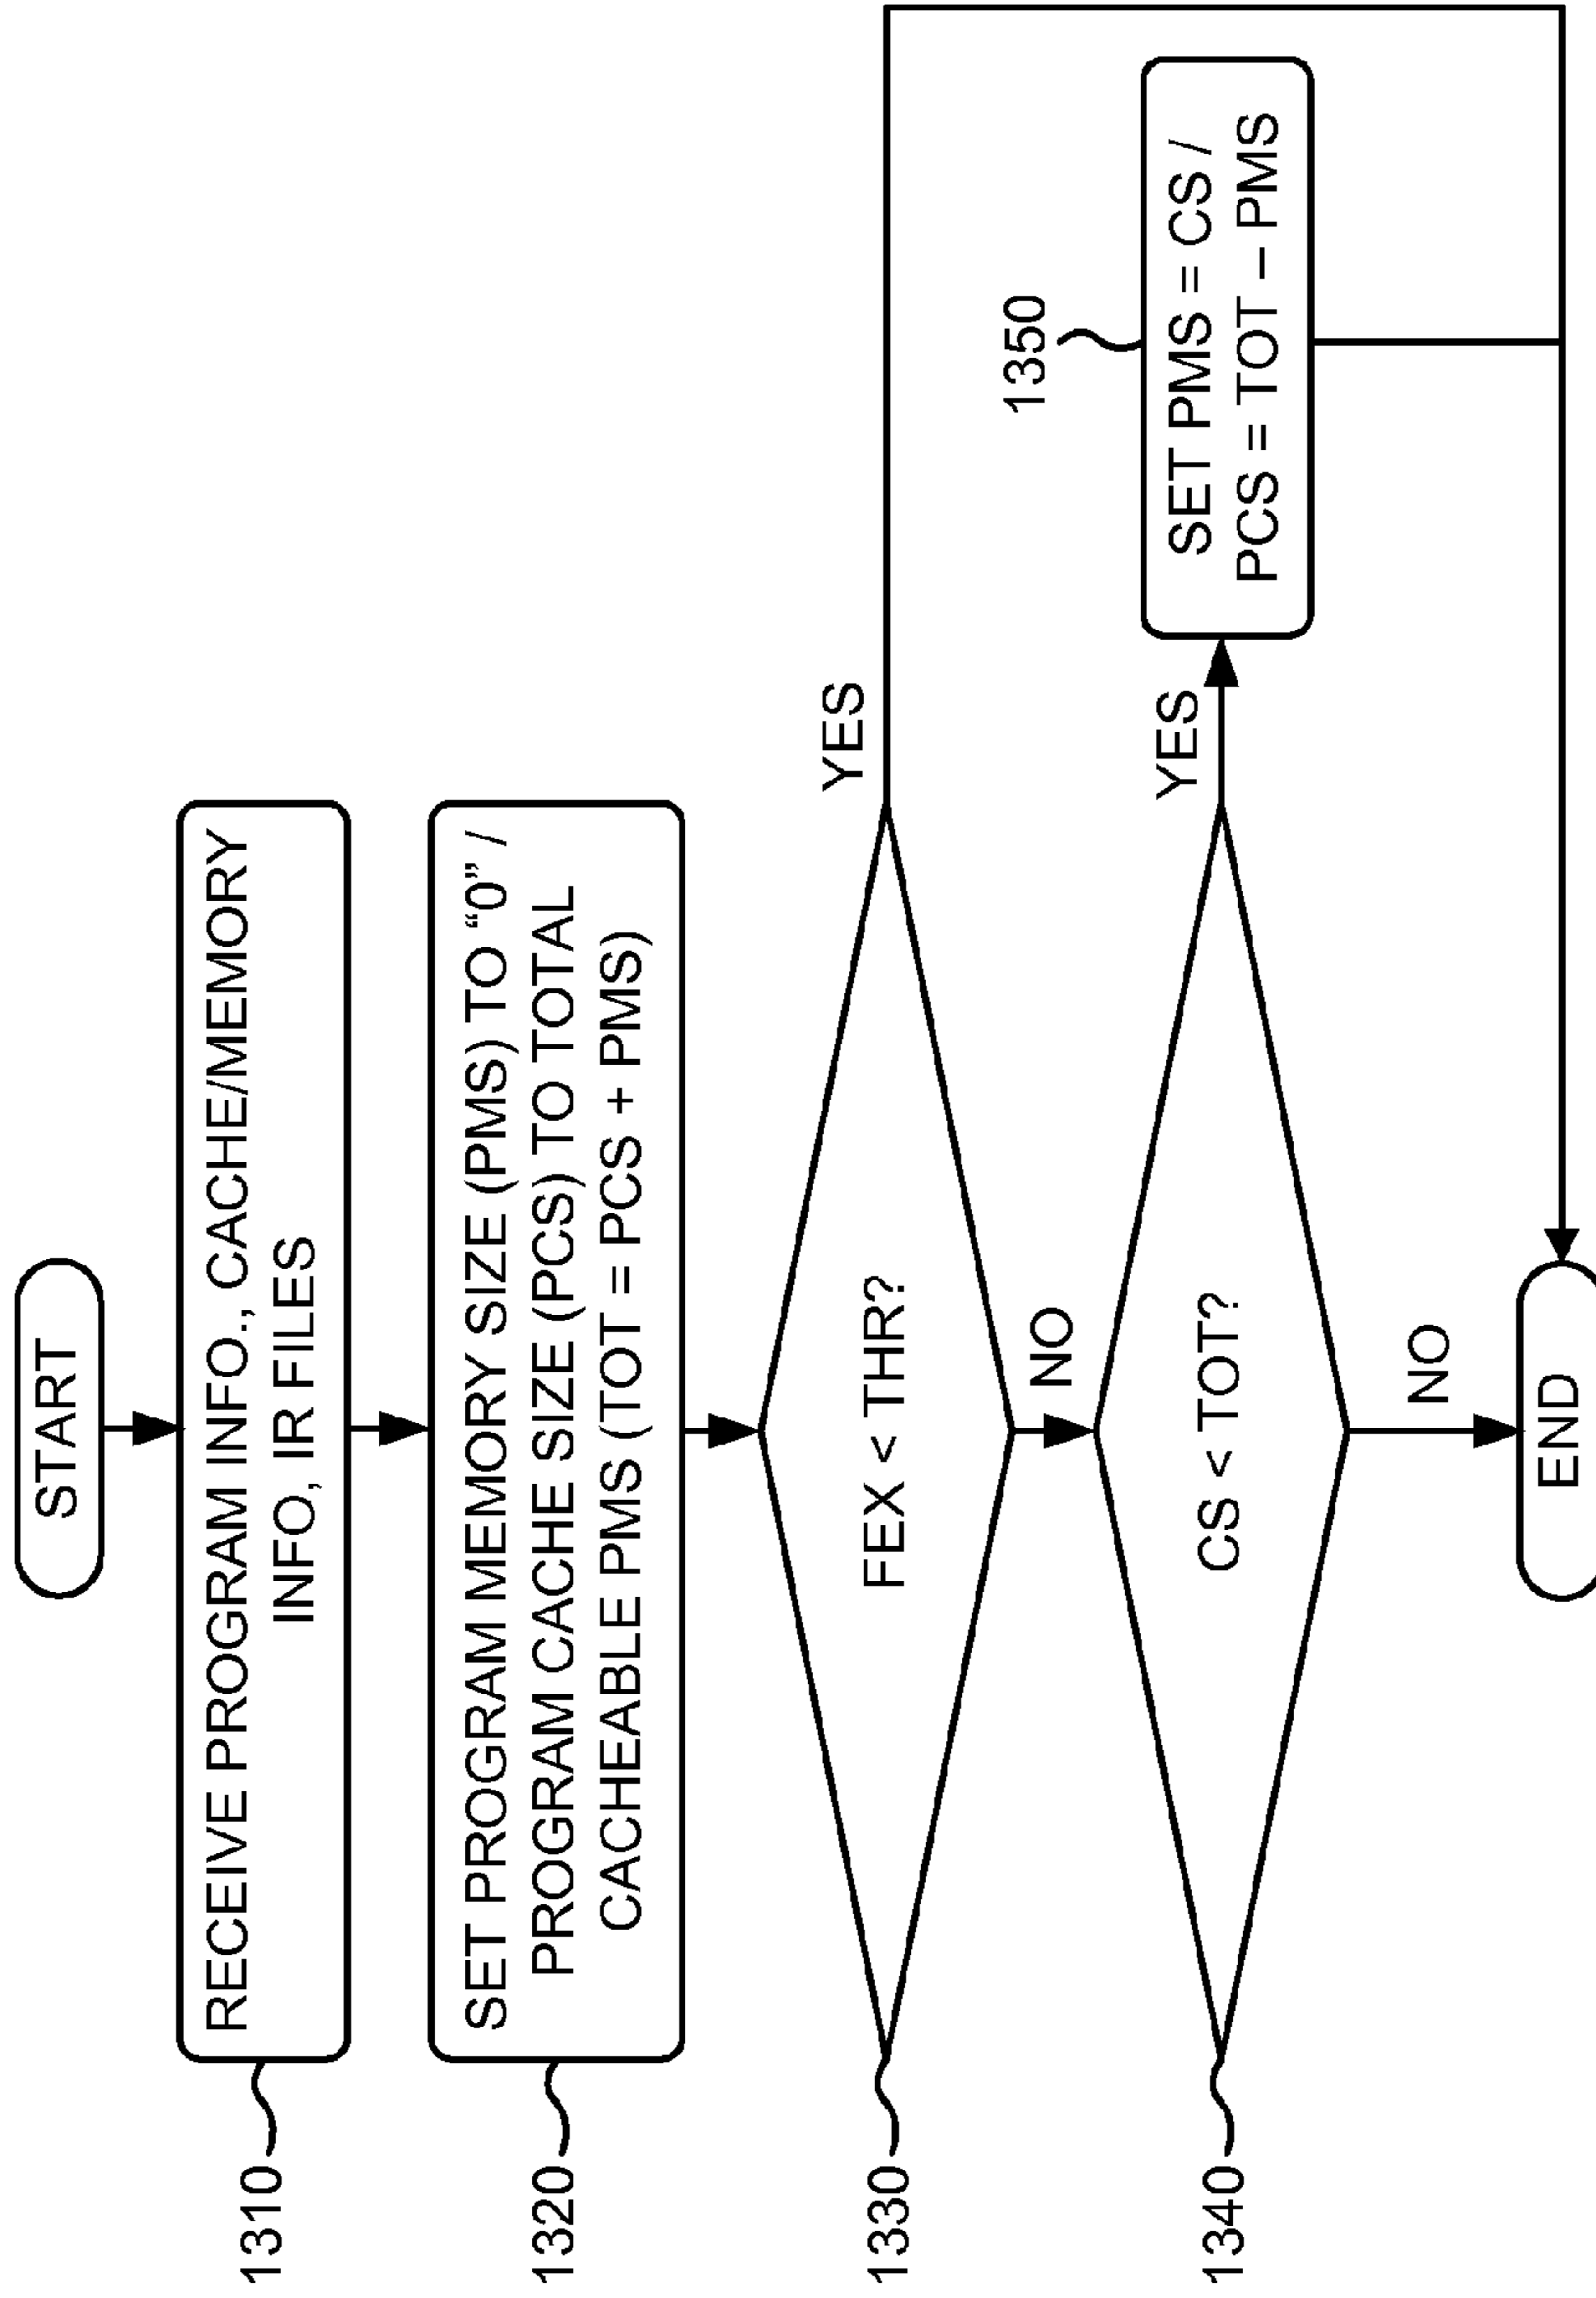 START
1310
RECEIVE PROGRAM INFO., CACHE/MEMORY
INFO, IR FILES
1320
SET PROGRAM MEMORY SIZE (PMS) TO “0” /
PROGRAM CACHE SIZE (PCS) TO TOTAL
CACHEABLE PMS (TOT = PCS + PMS)
1330
FEX < THR?
YES
NO
1340
CS < TOT?
YES
1350
SET PMS = CS /
PCS = TOT – PMS
NO
END